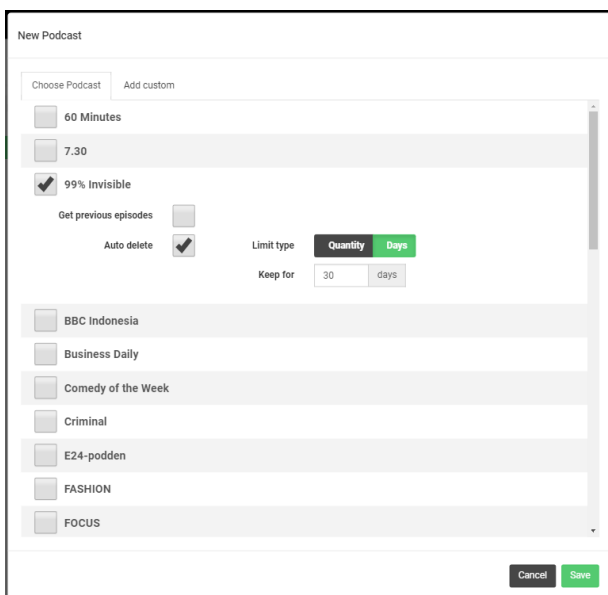 New Podcast
Choose Podcast Add custom
60 Minutes
7.30
99% Invisible
Get previous episodes
Auto delete Limit type Quantity Days
Keep for 30 days
BBC Indonesia
Business Daily
Comedy of the Week
Criminal
E24-podden
FASHION
FOCUS
Cancel Save